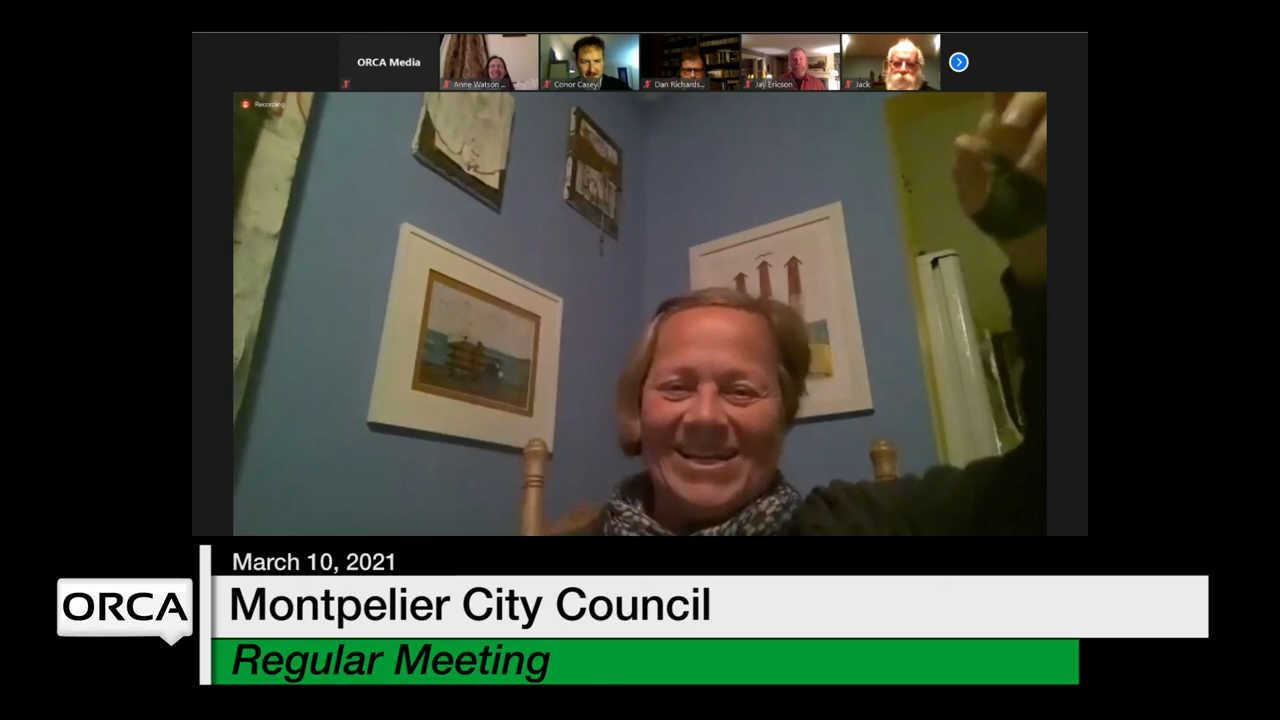 ORCA Media
Anne Watson ...
Conor Casey
Dan Richards...
Jay Ericson
Jack
Recording
March 10, 2021
ORCA
Montpelier City Council
Regular Meeting